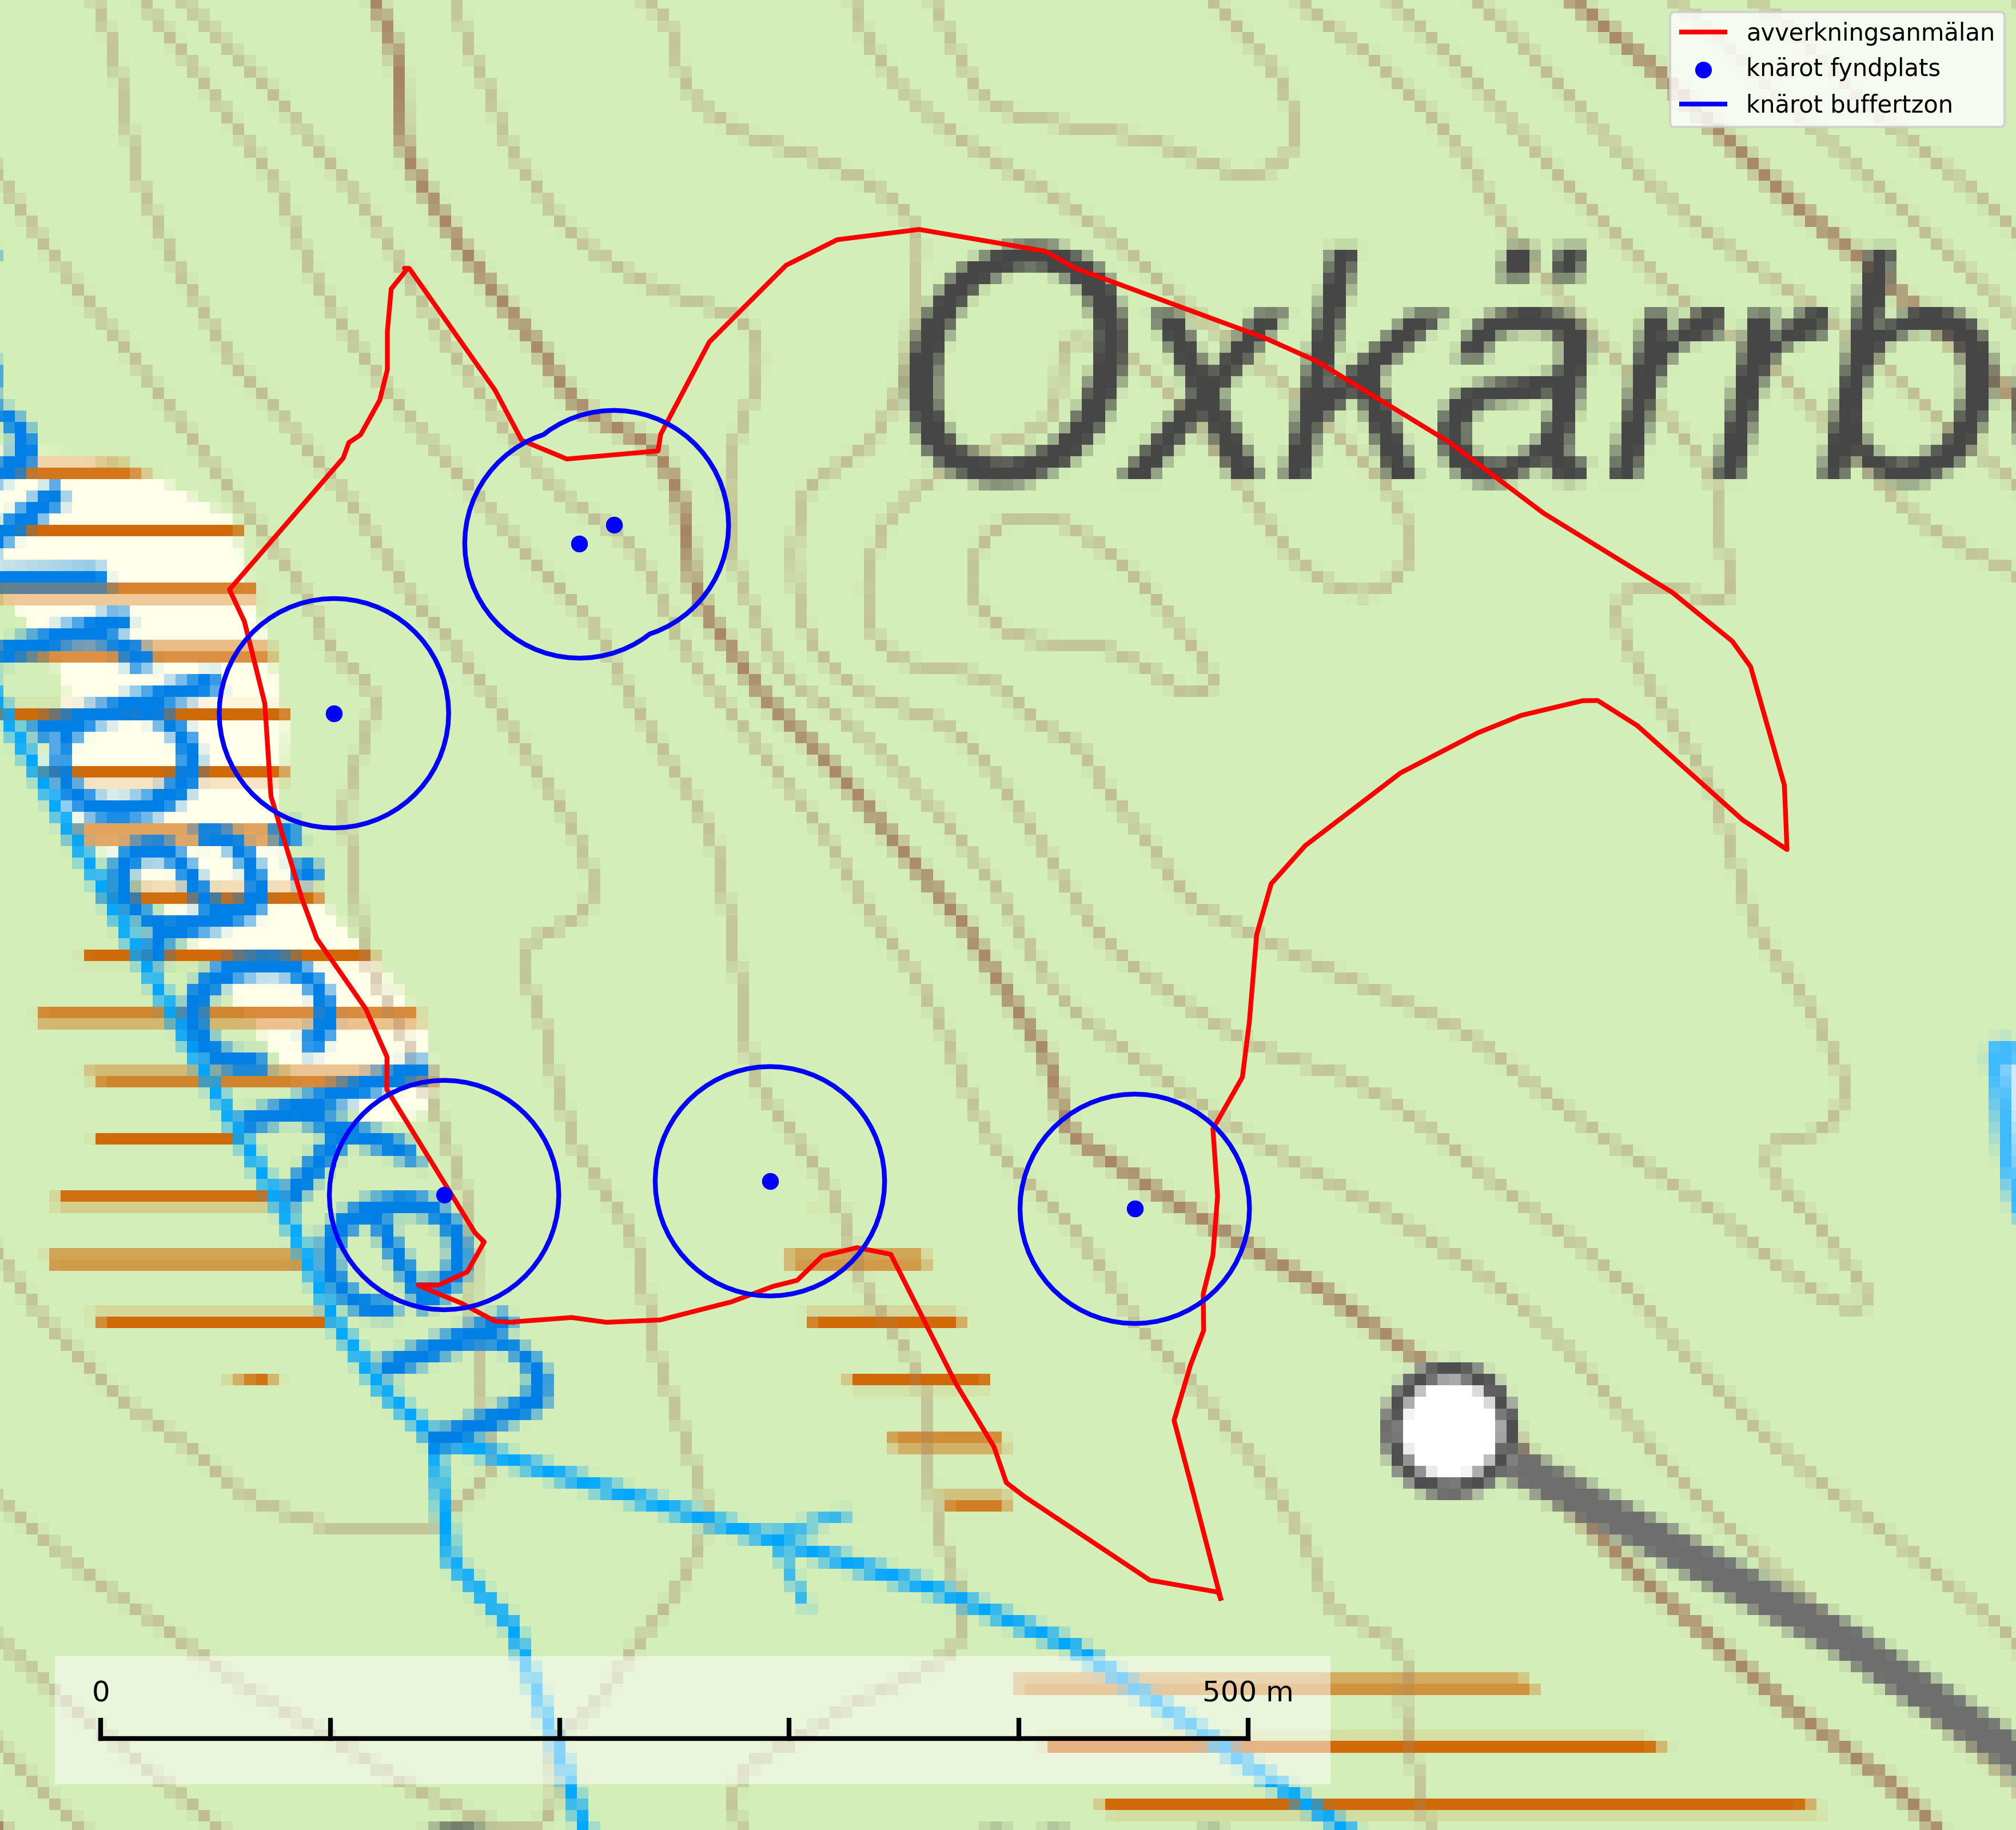 avverkningsanmälan
knärot fyndplats
knärot buffertzon
Oxkärrb
0
500 m